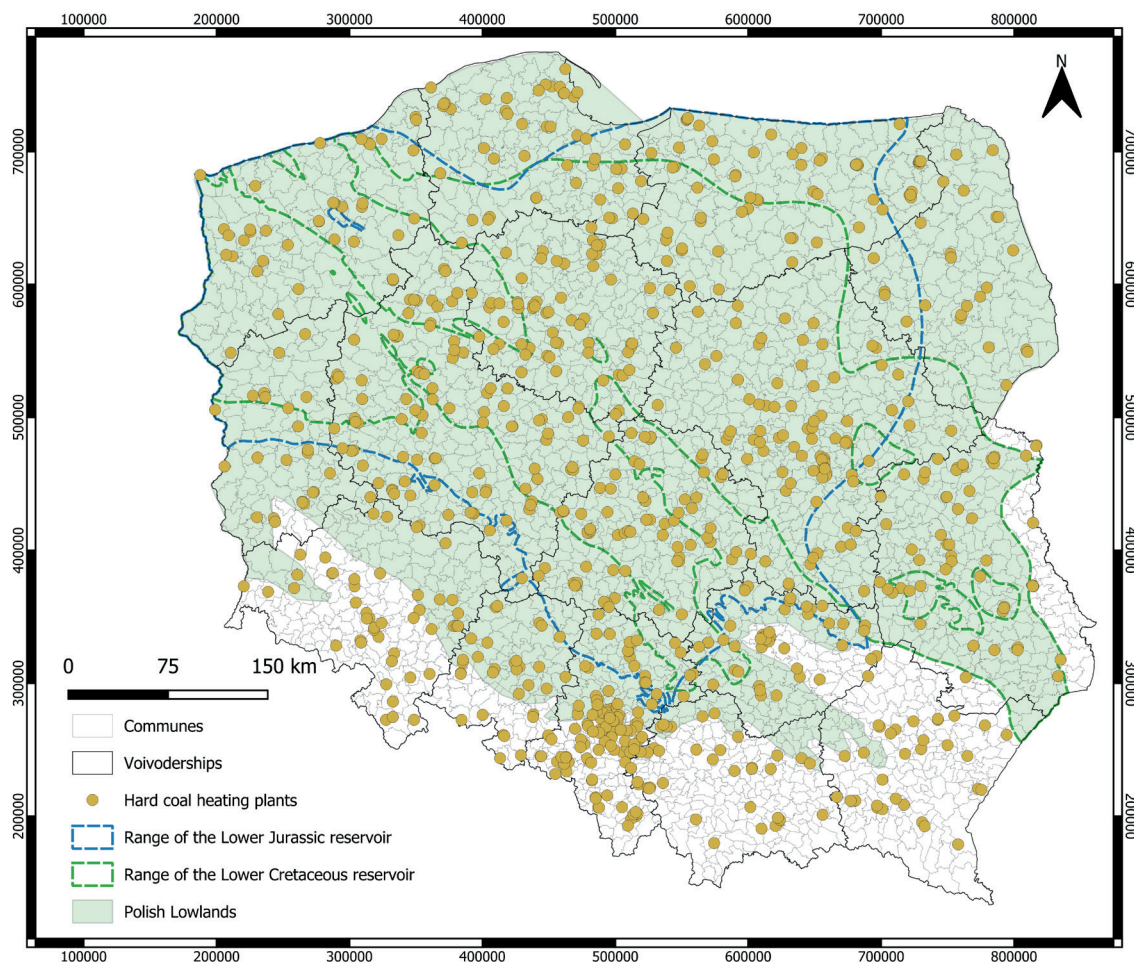 100000 200000 300000 400000 500000 600000 700000 800000
N
700000
700000
600000
600000
500000
500000
400000
400000
300000
300000
200000
200000
0 75 150 km
Communes
Voivoderships
Hard coal heating plants
Range of the Lower Jurassic reservoir
Range of the Lower Cretaceous reservoir
Polish Lowlands
100000 200000 300000 400000 500000 600000 700000 800000